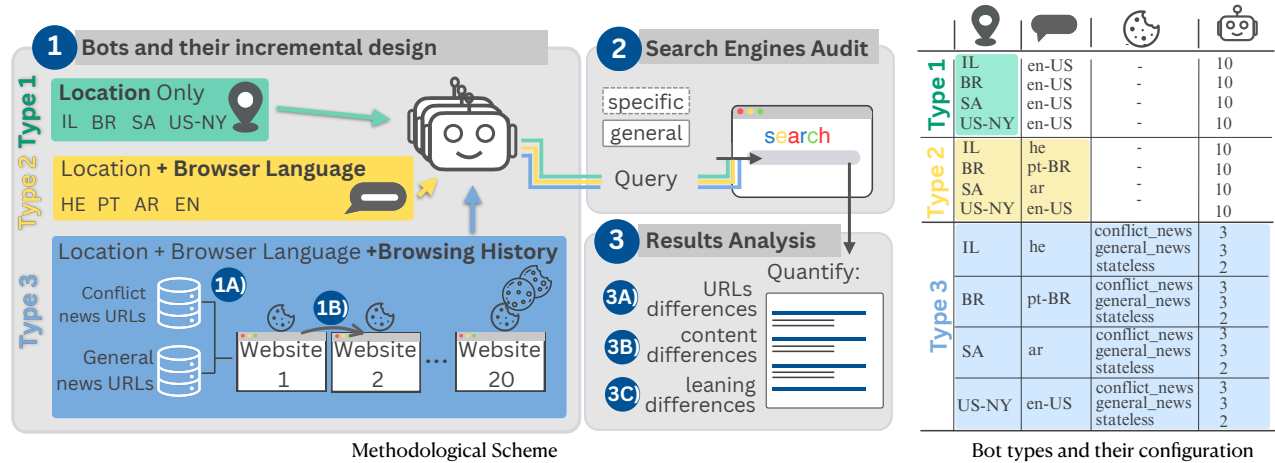 1 Bots and their incremental design
Type 1
Location Only
IL BR SA US-NY
Type 2
Location + Browser Language
HE PT AR EN
Type 3
Location + Browser Language +Browsing History
1A)
Conflict
news URLs
General
news URLs
1B)
Website
1
Website
2
...
Website
20
2 Search Engines Audit
specific
general
Query
search
3 Results Analysis
Quantify:
3A) URLs
differences
3B) content
differences
3C) leaning
differences
Methodological Scheme
Type 1
IL en-US - 10
BR en-US - 10
SA en-US - 10
US-NY en-US - 10
Type 2
IL he - 10
BR pt-BR - 10
SA ar - 10
US-NY en-US - 10
Type 3
IL he conflict_news 3
general_news 3
stateless 2
BR pt-BR conflict_news 3
general_news 3
stateless 2
SA ar conflict_news 3
general_news 3
stateless 2
US-NY en-US conflict_news 3
general_news 3
stateless 2
Bot types and their configuration